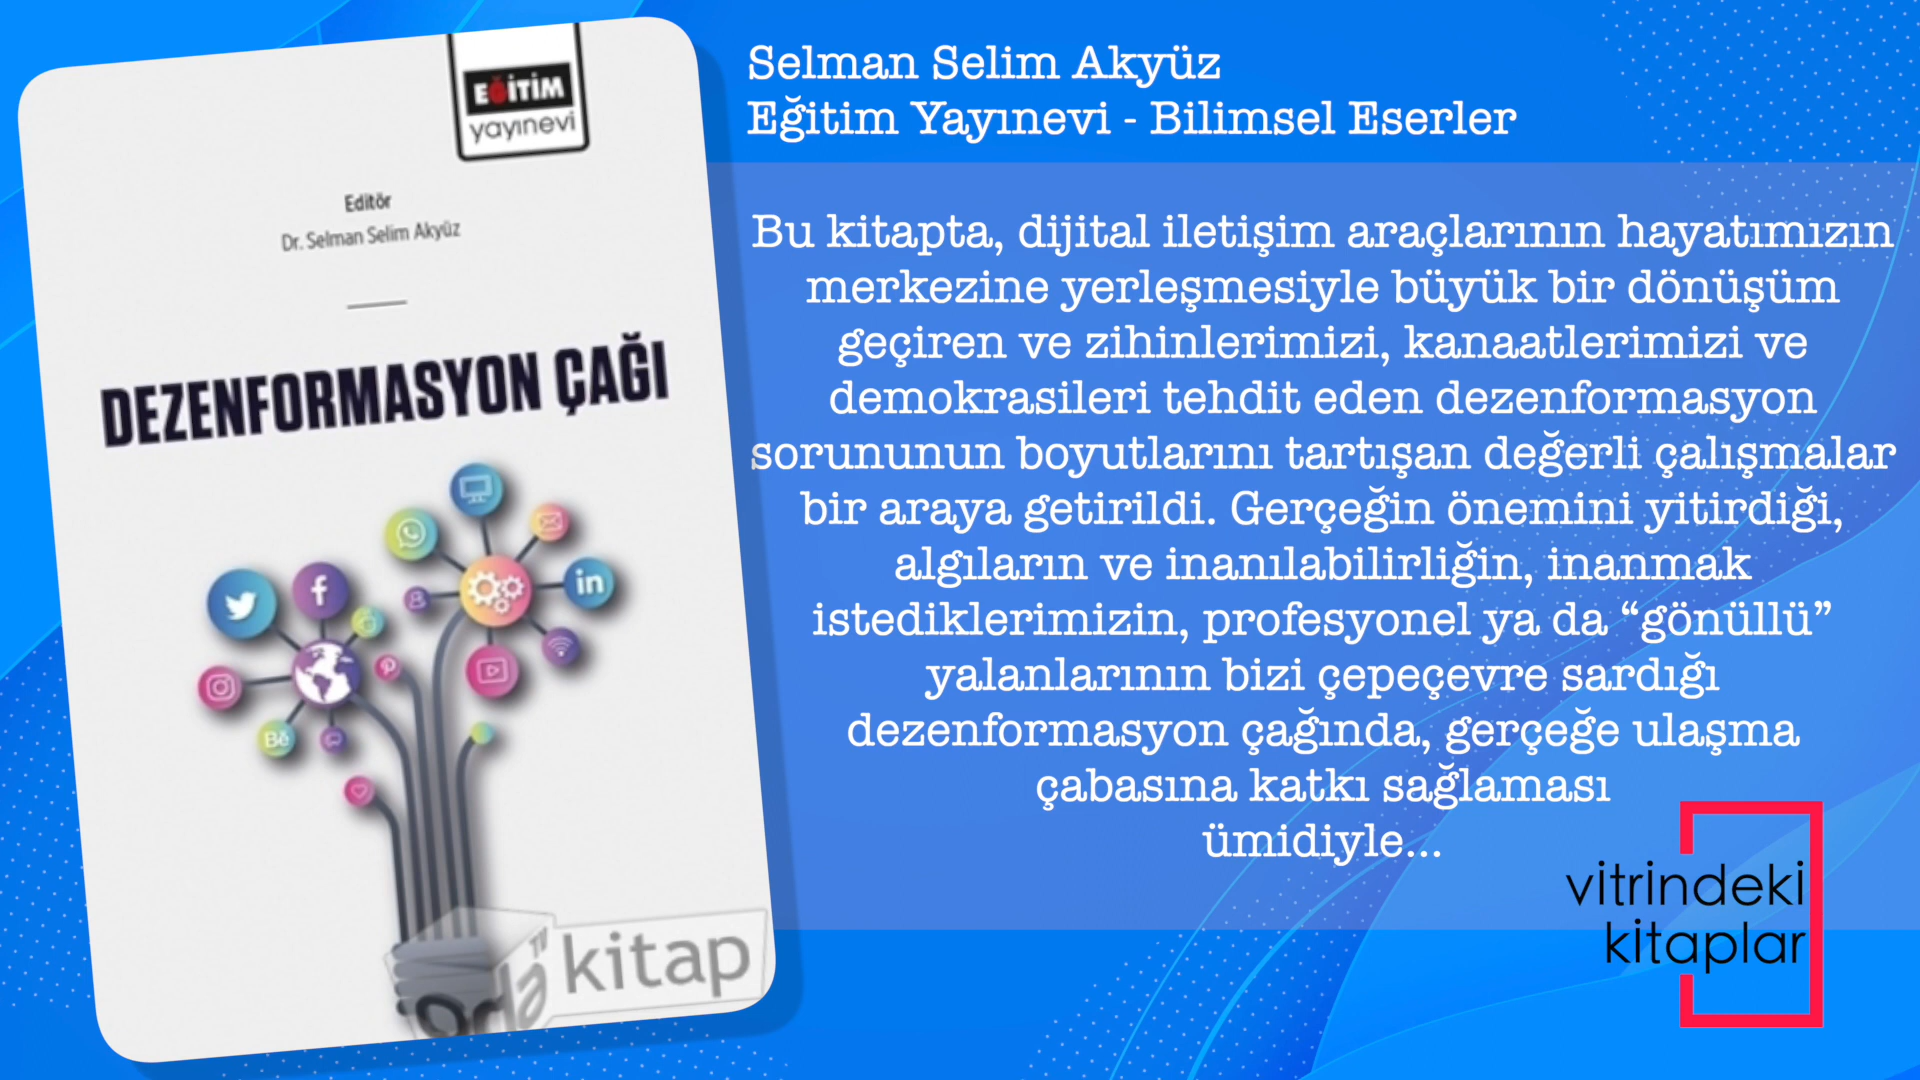 EĞİTİM
yayınevi
Editör
Dr. Selman Selim Akyüz
DEZENFORMASYON ÇAĞI
f
in
Bē
TV
kitap
Selman Selim Akyüz
Eğitim Yayınevi - Bilimsel Eserler
Bu kitapta, dijital iletişim araçlarının hayatımızın
merkezine yerleşmesiyle büyük bir dönüşüm
geçiren ve zihinlerimizi, kanaatlerimizi ve
demokrasileri tehdit eden dezenformasyon
sorununun boyutlarını tartışan değerli çalışmalar
bir araya getirildi. Gerçeğin önemini yitirdiği,
algıların ve inanılabilirliğin, inanmak
istediklerimizin, profesyonel ya da “gönüllü”
yalanlarının bizi çepeçevre sardığı
dezenformasyon çağında, gerçeğe ulaşma
çabasına katkı sağlaması
ümidiyle...
vitrindeki
kitaplar